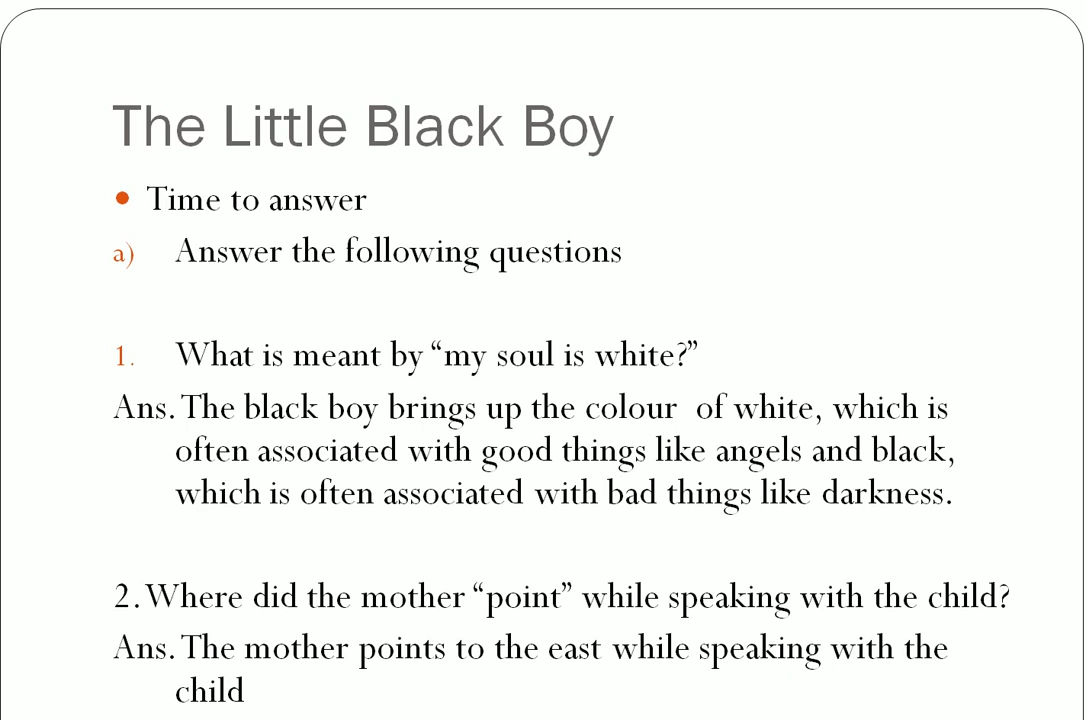 The Little Black Boy
• Time to answer
a) Answer the following questions
1. What is meant by “my soul is white?”
Ans. The black boy brings up the colour of white, which is
often associated with good things like angels and black,
which is often associated with bad things like darkness.
2. Where did the mother “point” while speaking with the child?
Ans. The mother points to the east while speaking with the
child